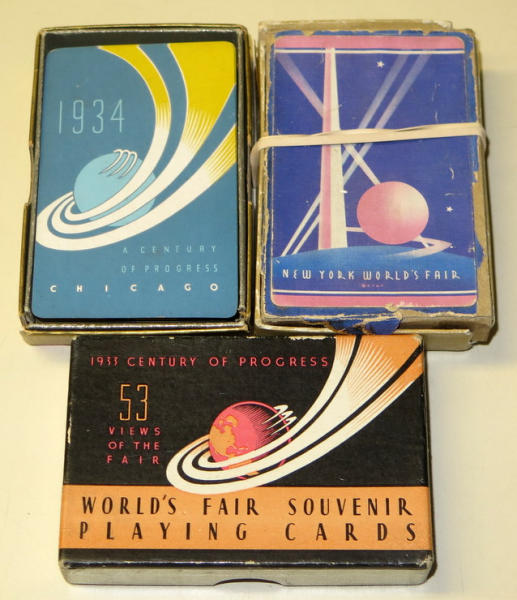 1934
A CENTURY
OF PROGRESS
CHICAGO
NEW YORK WORLD'S FAIR
1933 CENTURY OF PROGRESS
53
VIEWS
OF THE
FAIR
WORLD'S FAIR SOUVENIR
PLAYING CARDS